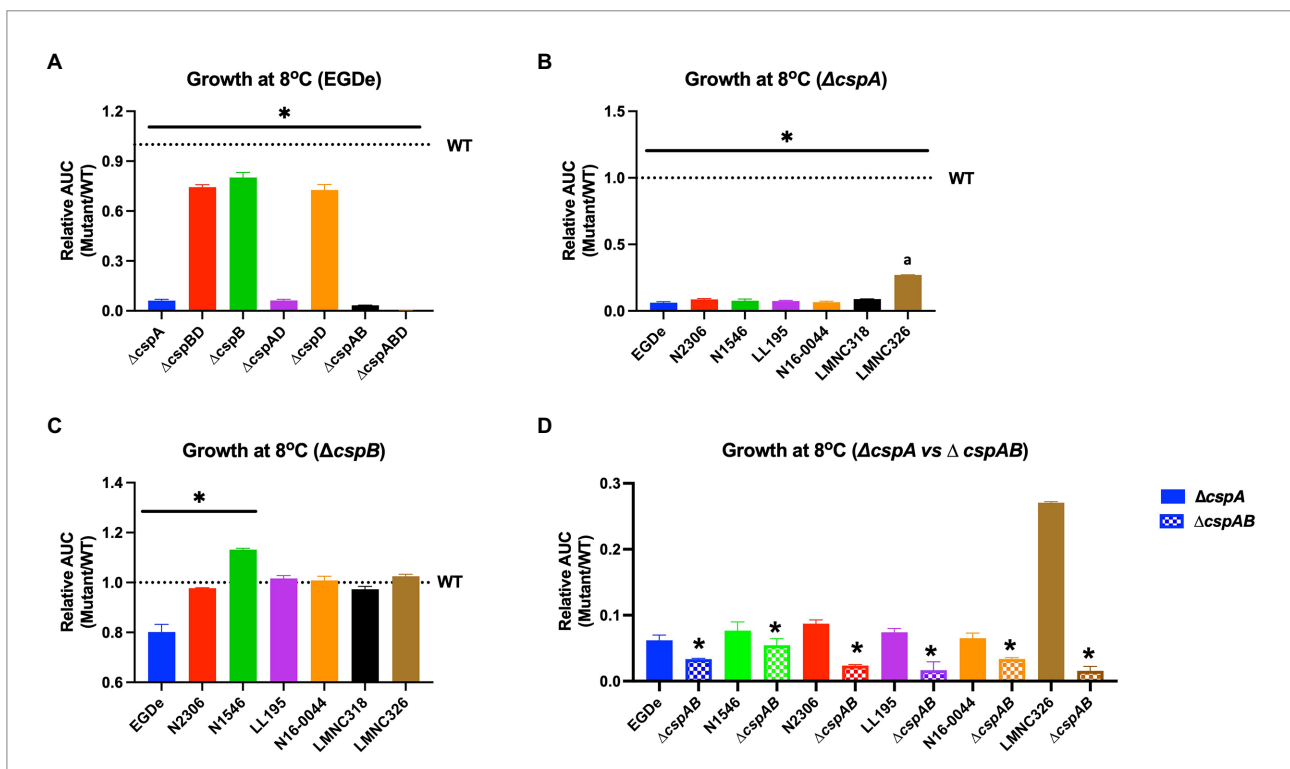 A
Growth at 8°C (EGDe)
Relative AUC
(Mutant/WT)
1.2
0.9
0.6
0.3
0.0
*
WT
ΔcspA
ΔcspBD
ΔcspB
ΔcspAD
ΔcspD
ΔcspAB
ΔcspABD
B
Growth at 8°C (ΔcspA)
Relative AUC
(Mutant/WT)
1.5
1.0
0.5
0.0
*
WT
a
EGDe
N2306
N1546
LL195
N16-0044
LMNC318
LMNC326
C
Growth at 8°C (ΔcspB)
Relative AUC
(Mutant/WT)
1.4
1.2
1.0
0.8
0.6
*
WT
EGDe
N2306
N1546
LL195
N16-0044
LMNC318
LMNC326
D
Growth at 8°C (ΔcspA vs Δ cspAB)
Relative AUC
(Mutant/WT)
0.3
0.2
0.1
0.0
* * * * * *
EGDe
ΔcspAB
N1546
ΔcspAB
N2306
ΔcspAB
LL195
ΔcspAB
N16-0044
ΔcspAB
LMNC326
ΔcspAB
ΔcspA
ΔcspAB